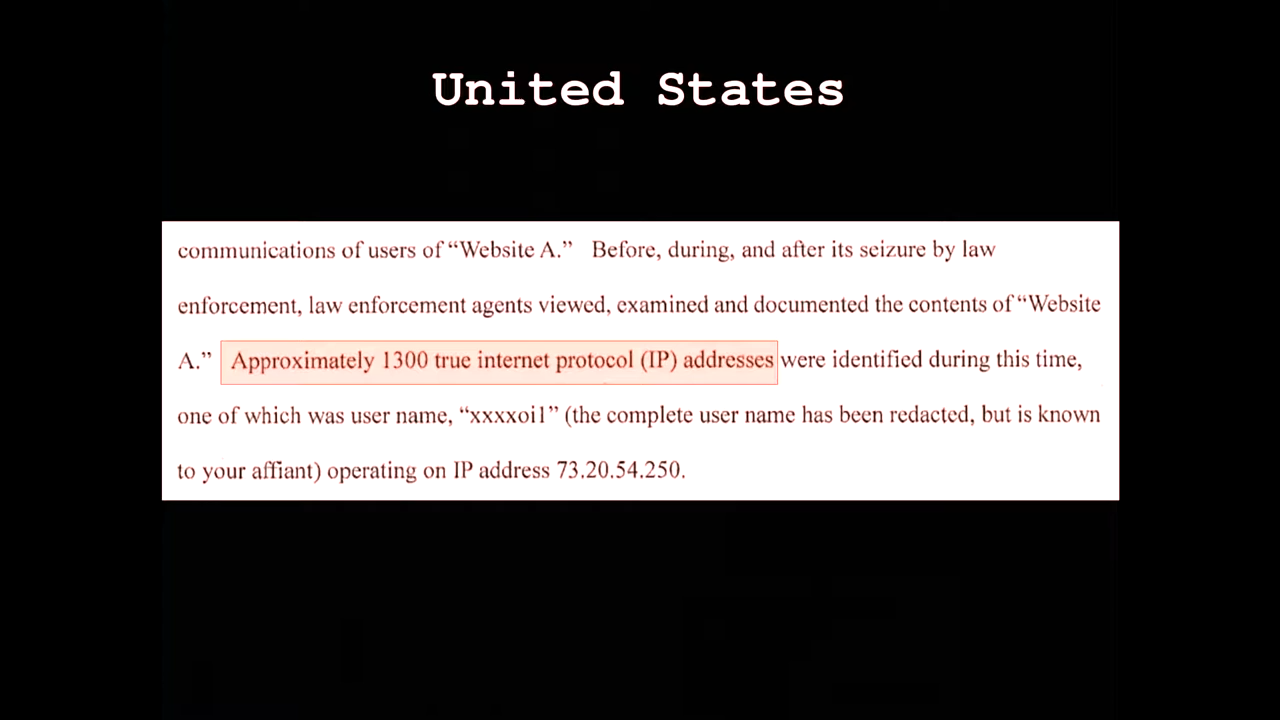 United States
communications of users of “Website A.” Before, during, and after its seizure by law
enforcement, law enforcement agents viewed, examined and documented the contents of “Website
A.” Approximately 1300 true internet protocol (IP) addresses were identified during this time,
one of which was user name, “xxxxoil” (the complete user name has been redacted, but is known
to your affiant) operating on IP address 73.20.54.250.